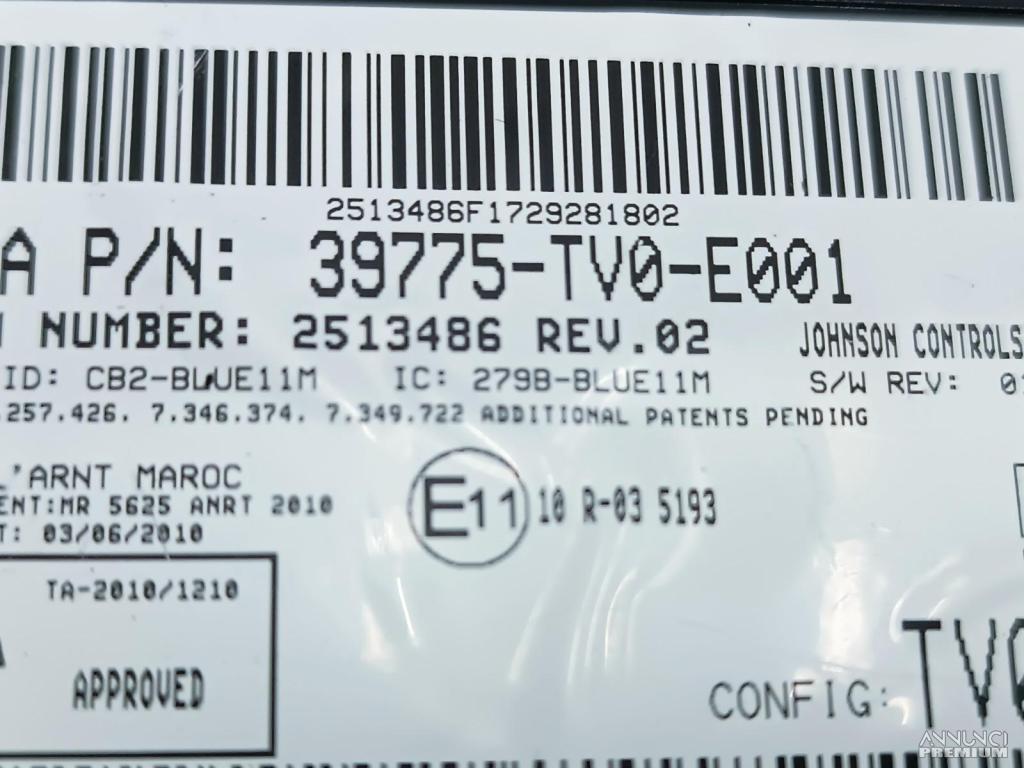 2513486F1729281802
A P/N: 39775-TV0-E001
NUMBER: 2513486 REV.02 JOHNSON CONTROLS
ID: CB2-BLUE11M IC: 279B-BLUE11M S/W REV:
.257.426. 7.346.374. 7.349.722 ADDITIONAL PATENTS PENDING
L'ARNT MAROC
ENT:MR 5625 ANRT 2010
T: 03/06/2010
E11 10 R-03 5193
TA-2010/1210
APPROVED
CONFIG: TV0
ANNUNCI
PREMIUM